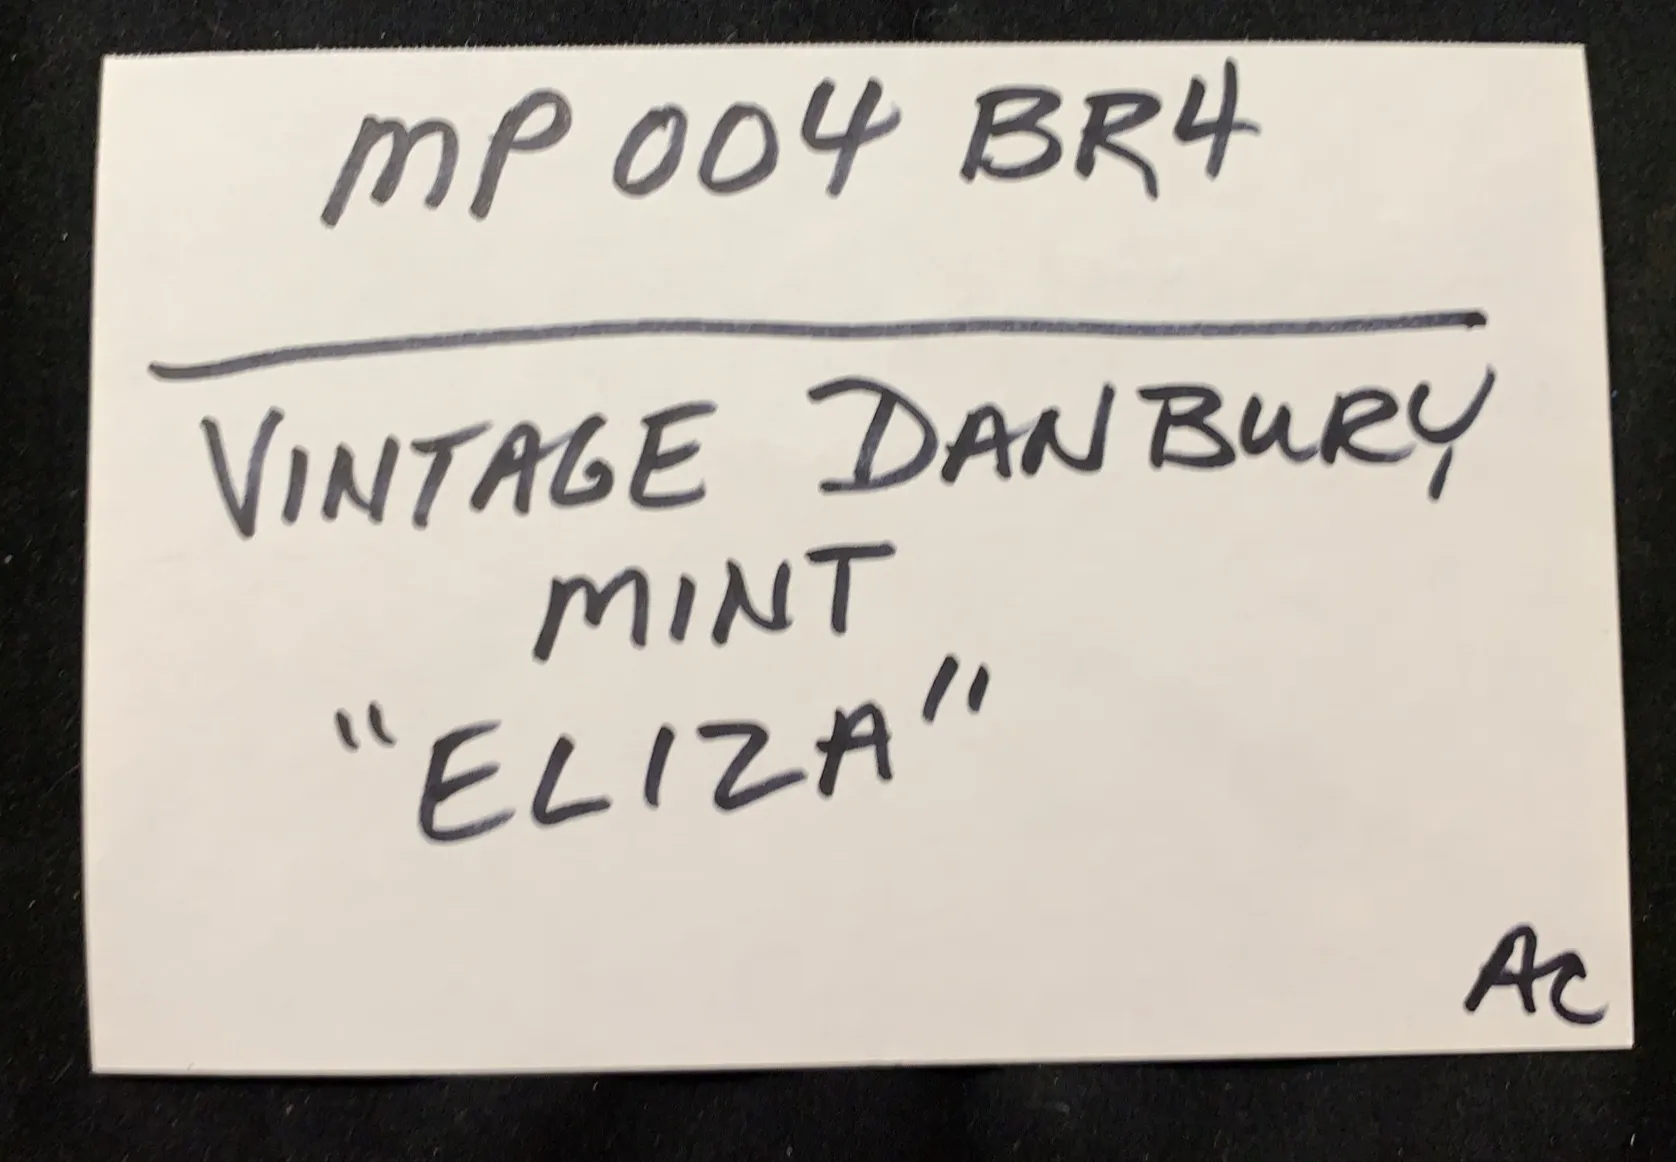 MP 004 BR4
VINTAGE DANBURY
MINT
"ELIZA"
AC